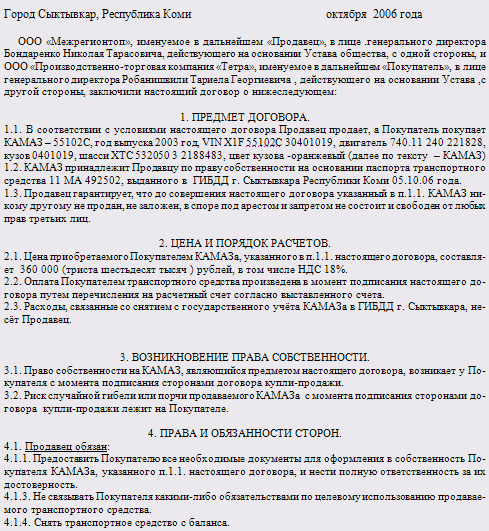 Город Сыктывкар, Республика Коми октября 2006 года
ООО «Межрегионтоп», именуемое в дальнейшем «Продавец», в лице .генерального директора
Бондаренко Николая Тарасовича, действующего на основании Устава общества, с одной стороны, и
ООО «Производственно-торговая компания «Тетра», именуемое в дальнейшем «Покупатель», в лице
генерального директора Робанишвили Тариела Георгиевича , действующего на основании Устава ,с
другой стороны, заключили настоящий договор о нижеследующем:
1. ПРЕДМЕТ ДОГОВОРА.
1.1. В соответствии с условиями настоящего договора Продавец продает, а Покупатель покупает
КАМАЗ – 55102С, год выпуска 2003 год, VIN X1F 55102C 30401019, двигатель 740.11 240 221828,
кузов 0401019, шасси XTC 532050 3 2188483, цвет кузова -оранжевый (далее по тексту – КАМАЗ)
1.2. КАМАЗ принадлежит Продавцу по праву собственности на основании паспорта транспортного
средства 11 МА 492502, выданного в ГИБДД г. Сыктывкара Республики Коми 05.10.06 года.
1.3. Продавец гарантирует, что до совершения настоящего договора указанный в п.1.1. КАМАЗ ни-
кому другому не продан, не заложен, в споре под арестом и запретом не состоит и свободен от любых
прав третьих лиц.
2. ЦЕНА И ПОРЯДОК РАСЧЕТОВ.
2.1. Цена приобретаемого Покупателем КАМАЗа, указанного в п.1.1. настоящего договора, составля-
ет 360 000 (триста шестьдесят тысяч ) рублей, в том числе НДС 18%.
2.2. Оплата Покупателем транспортного средства произведена в момент подписания настоящего до-
говора путем перечисления на расчетный счет согласно выставленного счета.
2.3. Расходы, связанные со снятием с государственного учёта КАМАЗа в ГИБДД г. Сыктывкара, не-
сёт Продавец.
3. ВОЗНИКНОВЕНИЕ ПРАВА СОБСТВЕННОСТИ.
3.1. Право собственности на КАМАЗ, являющийся предметом настоящего договора, возникает у По-
купателя с момента подписания сторонами договора купли-продажи.
3.2. Риск случайной гибели или порчи продаваемого КАМАЗа с момента подписания сторонами до-
говора купли-продажи лежит на Покупателе.
4. ПРАВА И ОБЯЗАННОСТИ СТОРОН.
4.1. Продавец обязан:
4.1.1. Предоставить Покупателю все необходимые документы для оформления в собственность По-
купателя КАМАЗа, указанного п.1.1. настоящего договора, и нести полную ответственность за их
достоверность.
4.1.3. Не связывать Покупателя какими-либо обязательствами по целевому использованию продавае-
мого транспортного средства.
4.1.4. Снять транспортное средство с баланса.